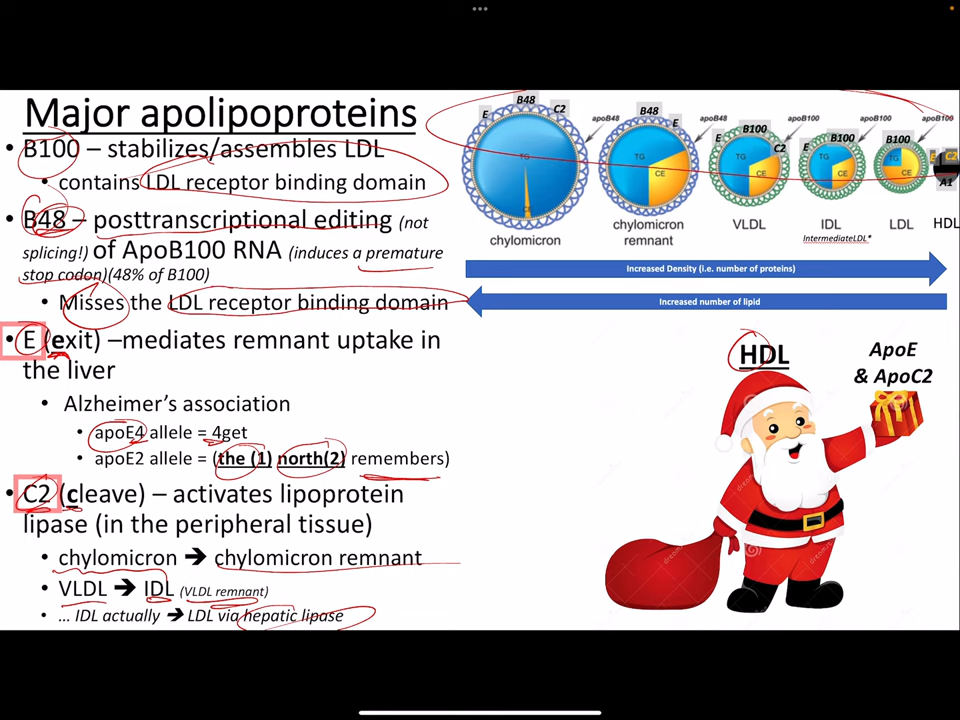 Major apolipoproteins
• B100 – stabilizes/assembles LDL
• contains LDL receptor binding domain
• B48 – posttranscriptional editing (not
splicing!) of ApoB100 RNA (induces a premature
stop codon)(48% of B100)
• Misses the LDL receptor binding domain
• E (exit) –mediates remnant uptake in
the liver
• Alzheimer's association
• apoE4 allele = 4get
• apoE2 allele = (the (1) north(2) remembers)
• C2 (cleave) – activates lipoprotein
lipase (in the peripheral tissue)
• chylomicron ➔ chylomicron remnant
• VLDL ➔ IDL (VLDL remnant)
• … IDL actually ➔ LDL via hepatic lipase
E B48 C2 apoB48 B48 E apoB48 E B100 C2 apoB100 E B100 apoB100 B100 apoB100 E C2 A1
TG CE TG CE TG CE TG CE TG CE
chylomicron
chylomicron
remnant
VLDL
IDL
IntermediateLDL*
LDL
HDL
Increased Density (i.e. number of proteins)
Increased number of lipid
HDL
ApoE
& ApoC2
dreamstime